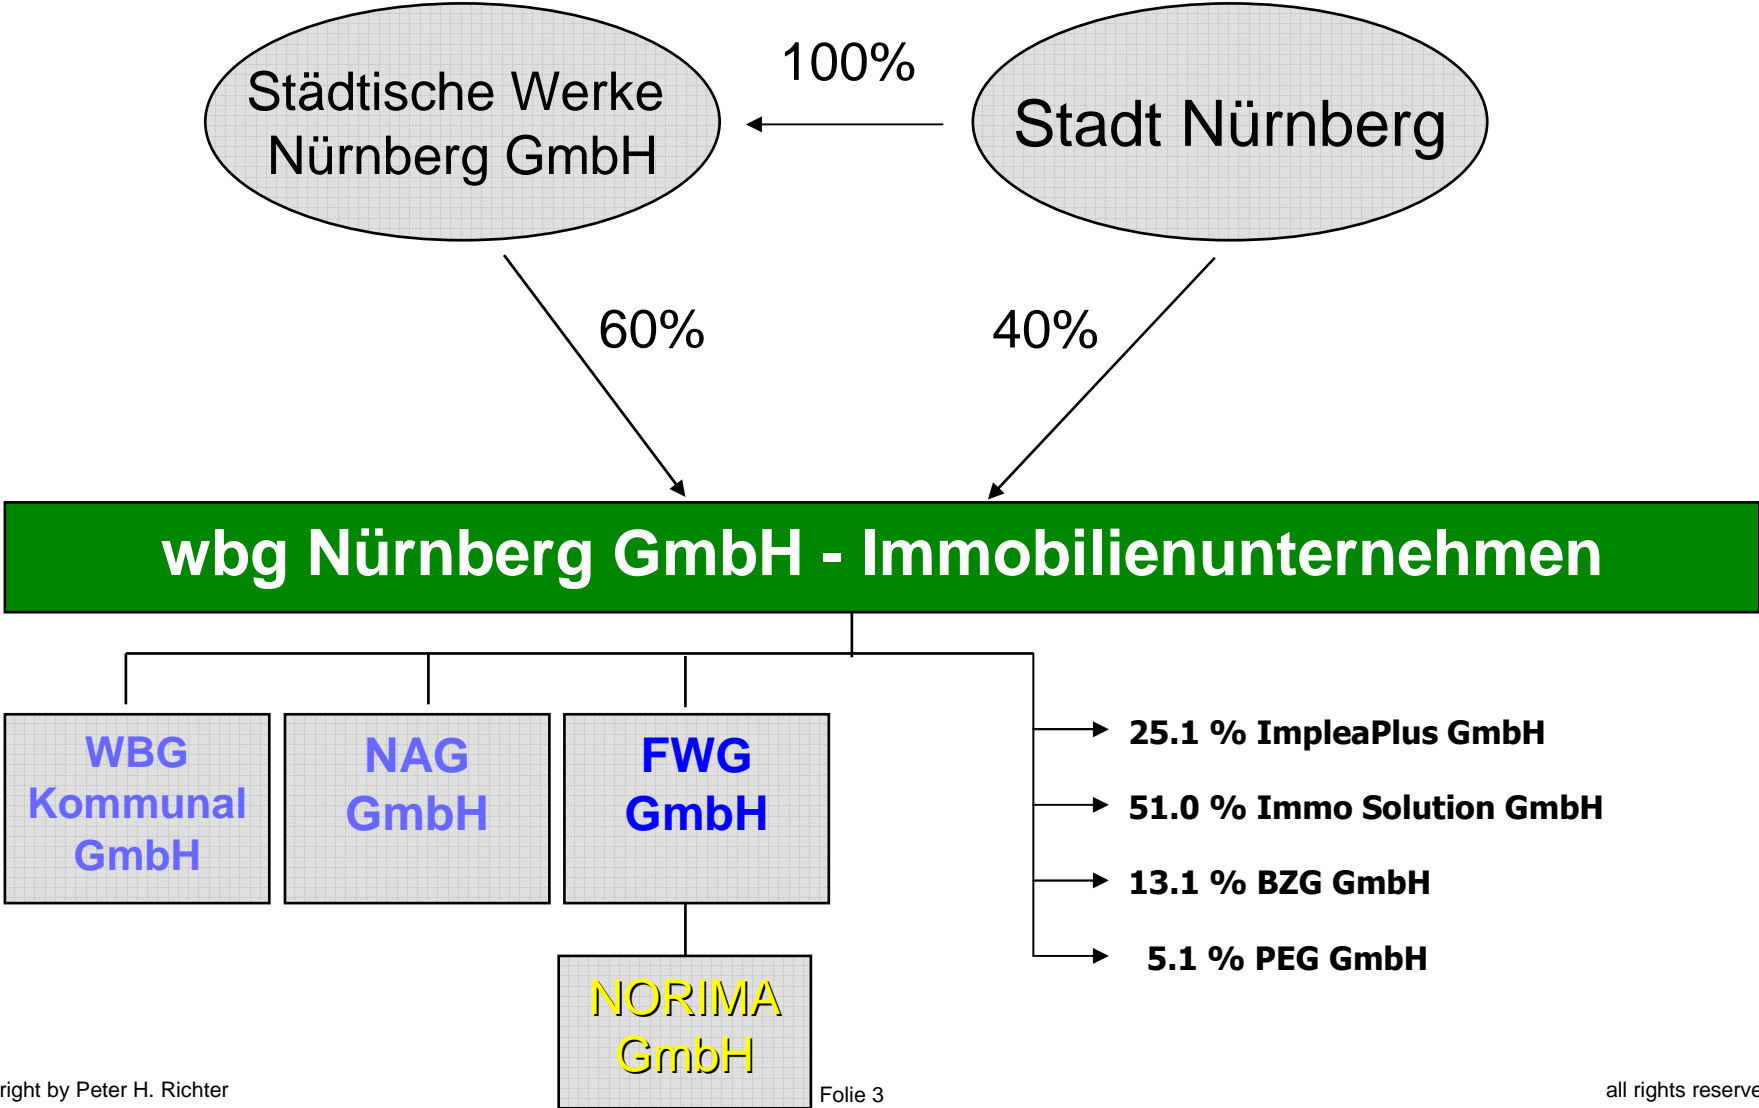 Städtische Werke
Nürnberg GmbH
100%
Stadt Nürnberg
60%
40%
wbg Nürnberg GmbH - Immobilienunternehmen
WBG
Kommunal
GmbH
NAG
GmbH
FWG
GmbH
NORIMA
GmbH
25.1 % ImpleaPlus GmbH
51.0 % Immo Solution GmbH
13.1 % BZG GmbH
5.1 % PEG GmbH
right by Peter H. Richter
Folie 3
all rights reserve